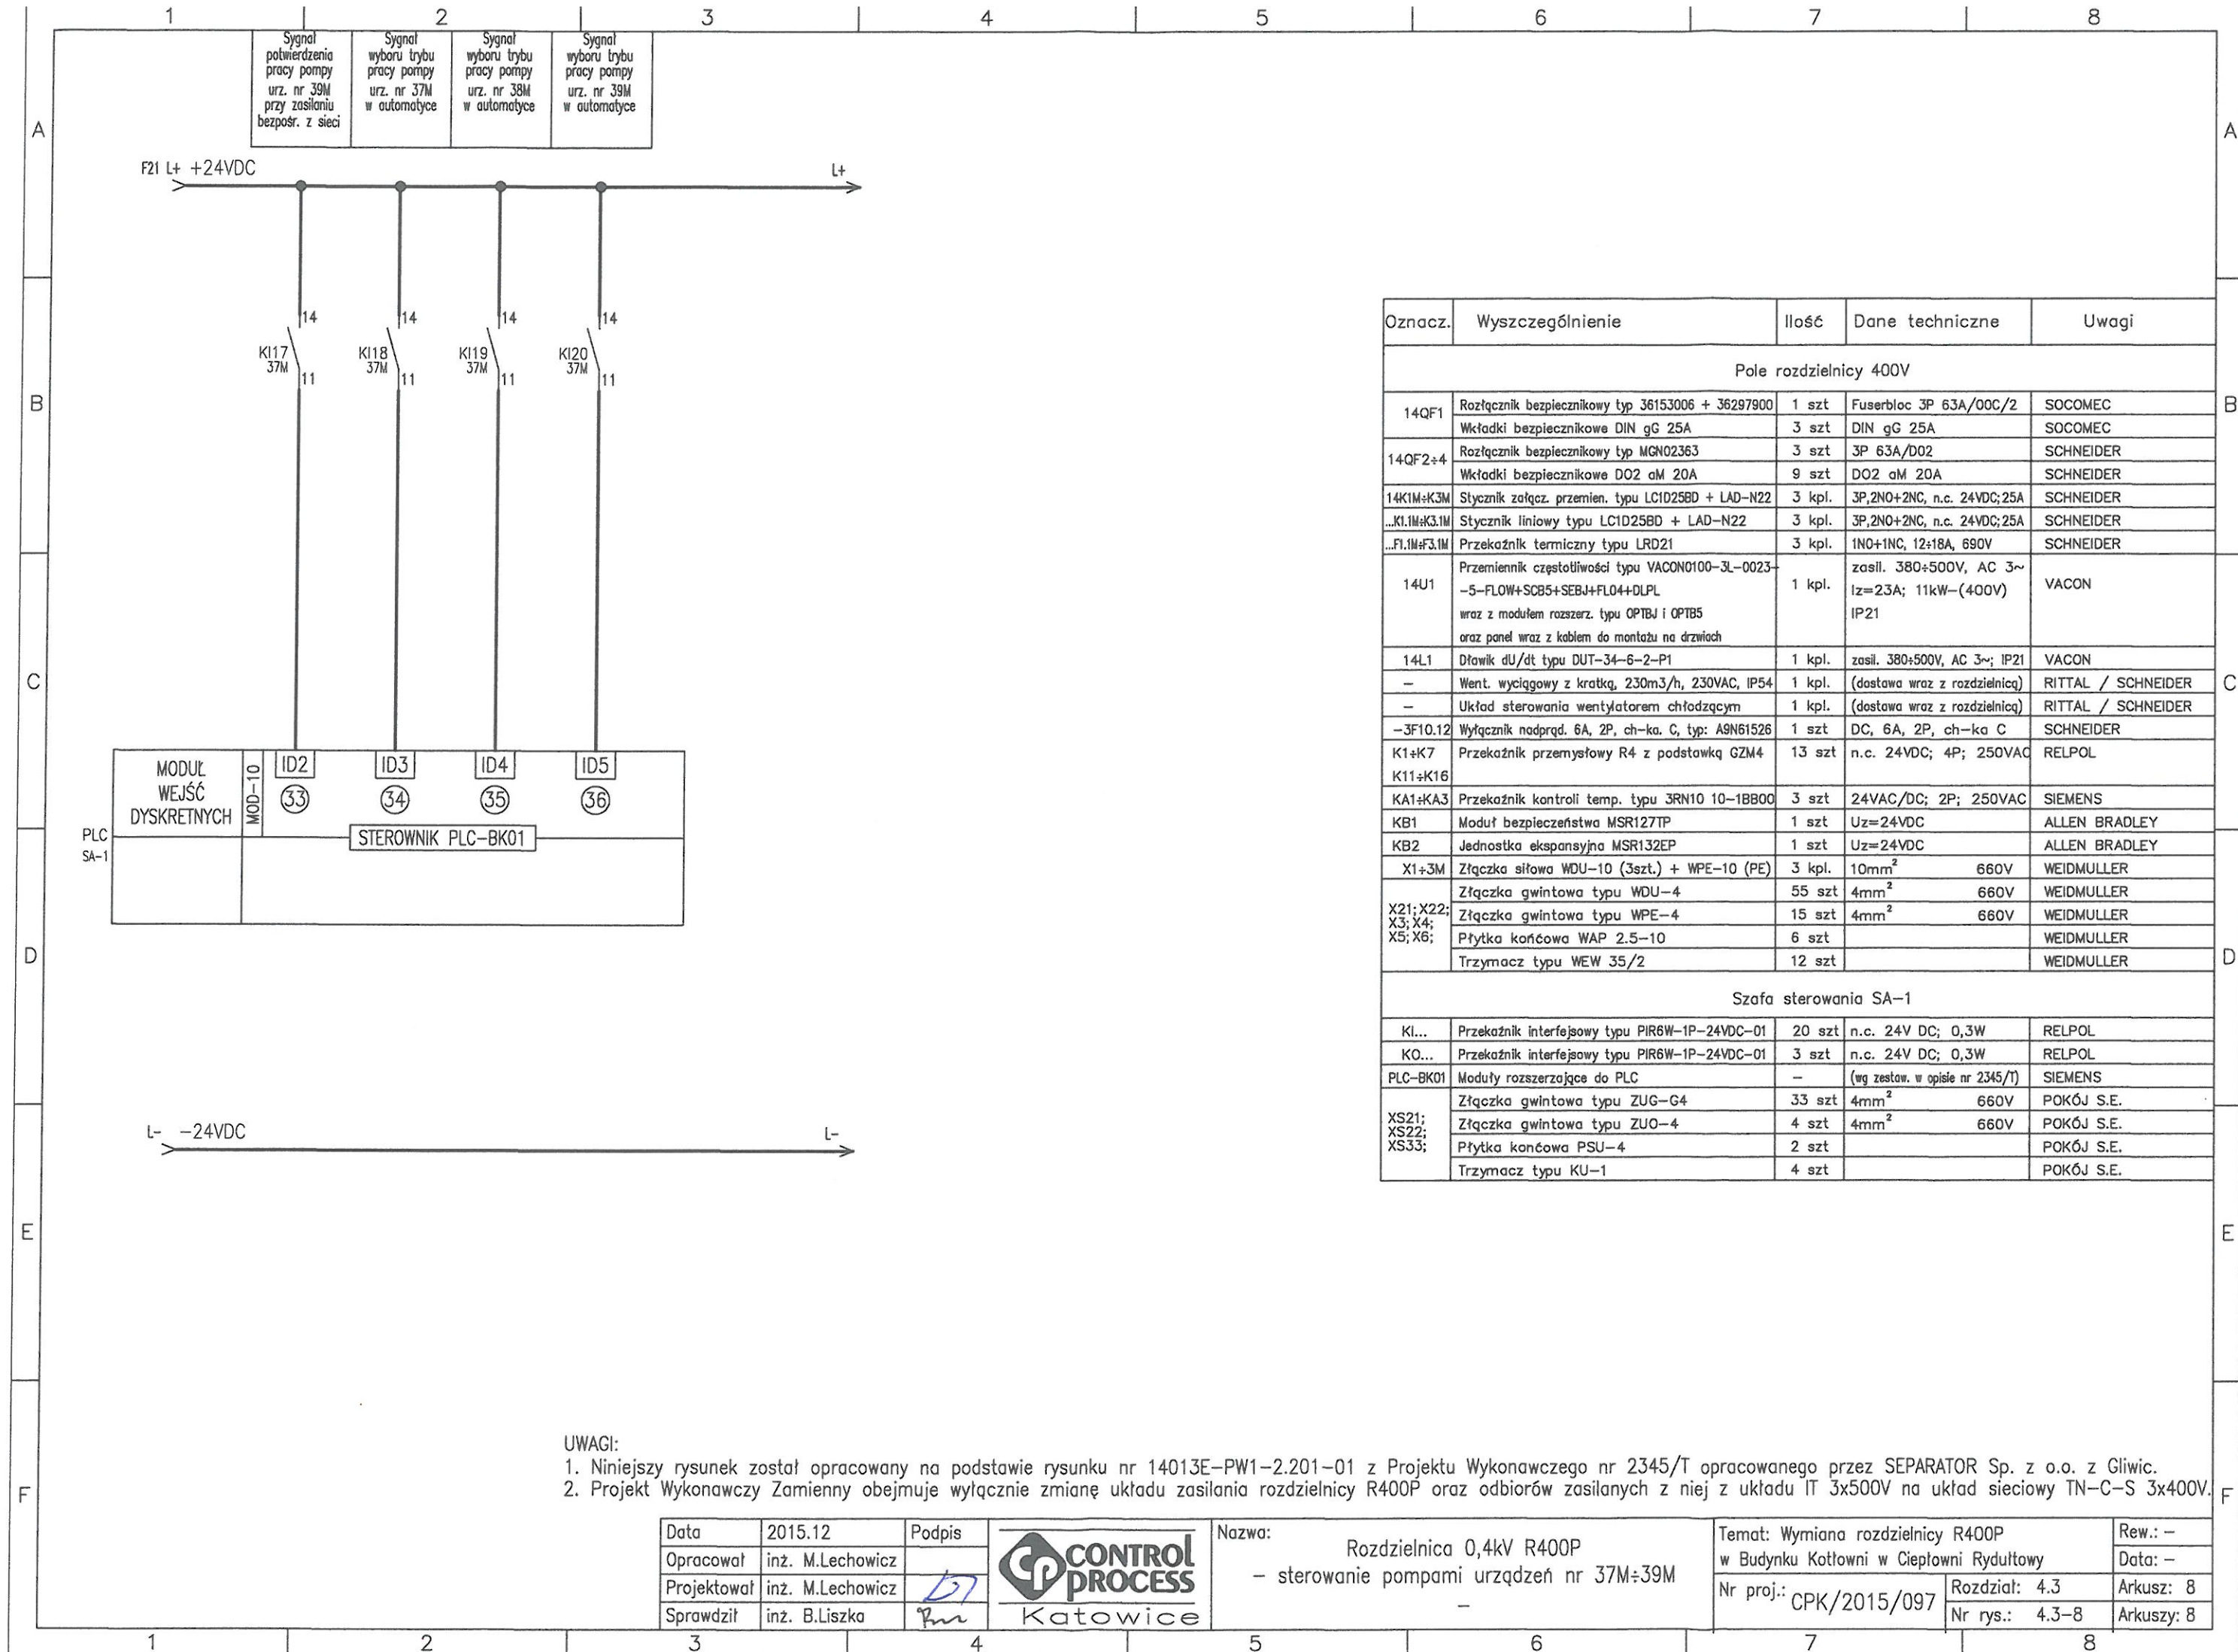 1 2 3 4 5 6 7 8
Sygnał
potwierdzenia
pracy pompy
urz. nr 39M
przy zasilaniu
bezpośr. z sieci
Sygnał
wyboru trybu
pracy pompy
urz. nr 37M
w automatyce
Sygnał
wyboru trybu
pracy pompy
urz. nr 38M
w automatyce
Sygnał
wyboru trybu
pracy pompy
urz. nr 39M
w automatyce
A A
F21 L+ +24VDC L+
14 14 14 14
KI17 KI18 KI19 KI20
37M 37M 37M 37M
11 11 11 11
B B
C C
MODUŁ
WEJŚĆ
DYSKRETNYCH
MOD-10
ID2 ID3 ID4 ID5
33 34 35 36
PLC
SA-1
STEROWNIK PLC-BK01
D D
L- -24VDC L-
E E
Oznacz. Wyszczególnienie Ilość Dane techniczne Uwagi
Pole rozdzielnicy 400V
14QF1 Rozłącznik bezpiecznikowy typ 36153006 + 36297900 1 szt Fuserbloc 3P 63A/00C/2 SOCOMEC
Wkładki bezpiecznikowe DIN gG 25A 3 szt DIN gG 25A SOCOMEC
14QF2÷4 Rozłącznik bezpiecznikowy typ MGN02363 3 szt 3P 63A/D02 SCHNEIDER
Wkładki bezpiecznikowe DO2 aM 20A 9 szt DO2 aM 20A SCHNEIDER
14K1M÷K3M Stycznik załącz. przemien. typu LC1D25BD + LAD-N22 3 kpl. 3P,2NO+2NC, n.c. 24VDC;25A SCHNEIDER
...K1.1M÷K3.1M Stycznik liniowy typu LC1D25BD + LAD-N22 3 kpl. 3P,2NO+2NC, n.c. 24VDC;25A SCHNEIDER
...F1.1M÷F3.1M Przekaźnik termiczny typu LRD21 3 kpl. 1NO+1NC, 12÷18A, 690V SCHNEIDER
14U1 Przemiennik częstotliwości typu VACON0100-3L-0023- 1 kpl. zasil. 380÷500V, AC 3~ VACON
-5-FLOW+SCB5+SEBJ+FL04+DLPL Iz=23A; 11kW-(400V)
wraz z modułem rozszerz. typu OPTBJ i OPTB5 IP21
oraz panel wraz z kablem do montażu na drzwiach
14L1 Dławik dU/dt typu DUT-34-6-2-P1 1 kpl. zasil. 380÷500V, AC 3~; IP21 VACON
- Went. wyciągowy z kratką, 230m3/h, 230VAC, IP54 1 kpl. (dostawa wraz z rozdzielnicą) RITTAL / SCHNEIDER
- Układ sterowania wentylatorem chłodzącym 1 kpl. (dostawa wraz z rozdzielnicą) RITTAL / SCHNEIDER
-3F10.12 Wyłącznik nadprąd. 6A, 2P, ch-ka. C, typ: A9N61526 1 szt DC, 6A, 2P, ch-ka C SCHNEIDER
K1÷K7 Przekaźnik przemysłowy R4 z podstawką GZM4 13 szt n.c. 24VDC; 4P; 250VAC RELPOL
K11÷K16
KA1÷KA3 Przekaźnik kontroli temp. typu 3RN10 10-1BB00 3 szt 24VAC/DC; 2P; 250VAC SIEMENS
KB1 Moduł bezpieczeństwa MSR127TP 1 szt Uz=24VDC ALLEN BRADLEY
KB2 Jednostka ekspansyjna MSR132EP 1 szt Uz=24VDC ALLEN BRADLEY
X1÷3M Złączka siłowa WDU-10 (3szt.) + WPE-10 (PE) 3 kpl. 10mm² 660V WEIDMULLER
X21; X22;
X3; X4;
X5; X6;
Złączka gwintowa typu WDU-4 55 szt 4mm² 660V WEIDMULLER
Złączka gwintowa typu WPE-4 15 szt 4mm² 660V WEIDMULLER
Płytka końcowa WAP 2.5-10 6 szt WEIDMULLER
Trzymacz typu WEW 35/2 12 szt WEIDMULLER
Szafa sterowania SA-1
KI... Przekaźnik interfejsowy typu PIR6W-1P-24VDC-01 20 szt n.c. 24V DC; 0,3W RELPOL
KO... Przekaźnik interfejsowy typu PIR6W-1P-24VDC-01 3 szt n.c. 24V DC; 0,3W RELPOL
PLC-BK01 Moduły rozszerzające do PLC - (wg zestaw. w opisie nr 2345/T) SIEMENS
XS21;
XS22;
XS33;
Złączka gwintowa typu ZUG-G4 33 szt 4mm² 660V POKÓJ S.E.
Złączka gwintowa typu ZUO-4 4 szt 4mm² 660V POKÓJ S.E.
Płytka końcowa PSU-4 2 szt POKÓJ S.E.
Trzymacz typu KU-1 4 szt POKÓJ S.E.
UWAGI:
1. Niniejszy rysunek został opracowany na podstawie rysunku nr 14013E-PW1-2.201-01 z Projektu Wykonawczego nr 2345/T opracowanego przez SEPARATOR Sp. z o.o. z Gliwic.
2. Projekt Wykonawczy Zamienny obejmuje wyłącznie zmianę układu zasilania rozdzielnicy R400P oraz odbiorów zasilanych z niej z układu IT 3x500V na układ sieciowy TN-C-S 3x400V.
F F
Data 2015.12 Podpis
Opracował inż. M.Lechowicz
Projektował inż. M.Lechowicz
Sprawdził inż. B.Liszka
CP CONTROL
PROCESS
Katowice
Nazwa:
Rozdzielnica 0,4kV R400P
- sterowanie pompami urządzeń nr 37M÷39M
-
Temat: Wymiana rozdzielnicy R400P
w Budynku Kotłowni w Ciepłowni Rydułtowy
Nr proj.: CPK/2015/097
Rozdział: 4.3
Nr rys.: 4.3-8
Rew.: -
Data: -
Arkusz: 8
Arkuszy: 8
1 2 3 4 5 6 7 8